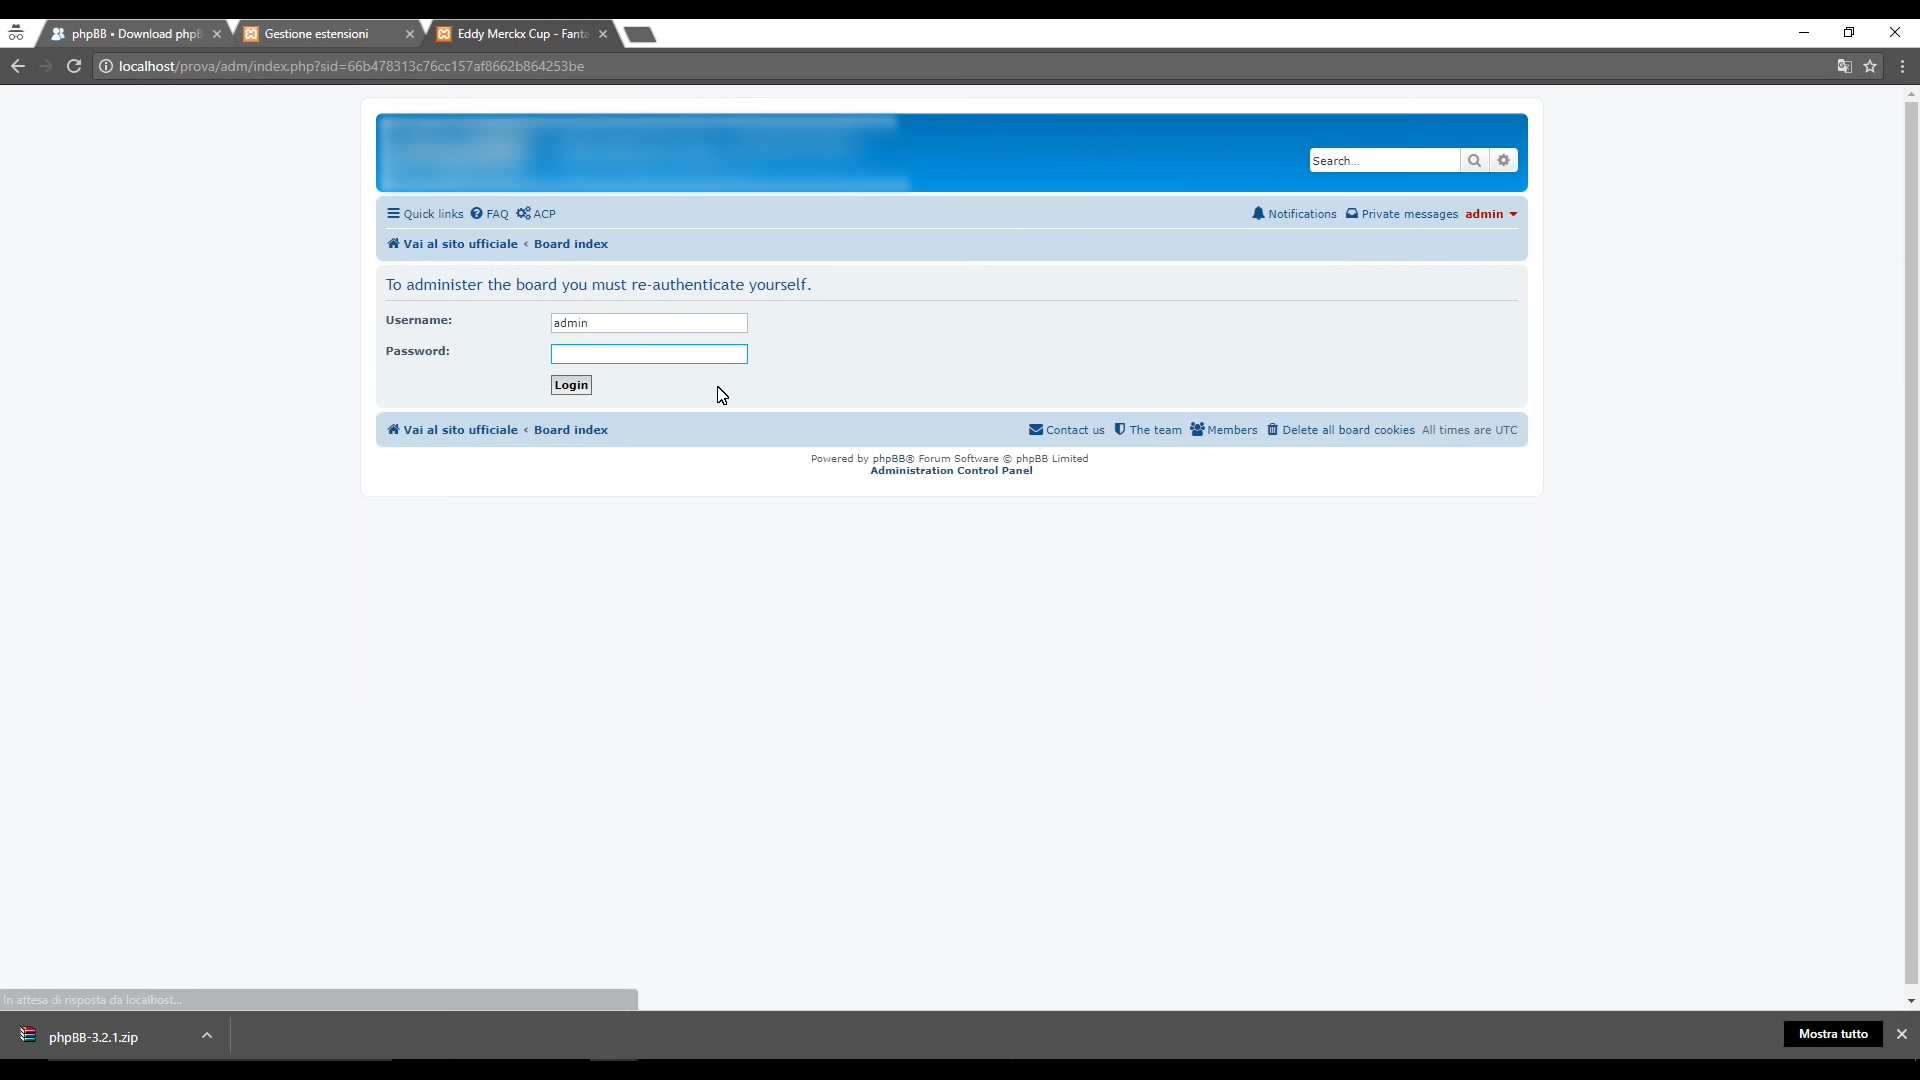 phpBB • Download phpB
Gestione estensioni
Eddy Merckx Cup - Fanta
localhost/prova/adm/index.php?sid=66b478313c76cc157af8662b864253be
Search...
Quick links FAQ ACP
Notifications Private messages admin
Vai al sito ufficiale ‹ Board index
To administer the board you must re-authenticate yourself.
Username: admin
Password:
Login
Vai al sito ufficiale ‹ Board index
Contact us The team Members Delete all board cookies All times are UTC
Powered by phpBB® Forum Software © phpBB Limited
Administration Control Panel
In attesa di risposta da localhost...
phpBB-3.2.1.zip
Mostra tutto